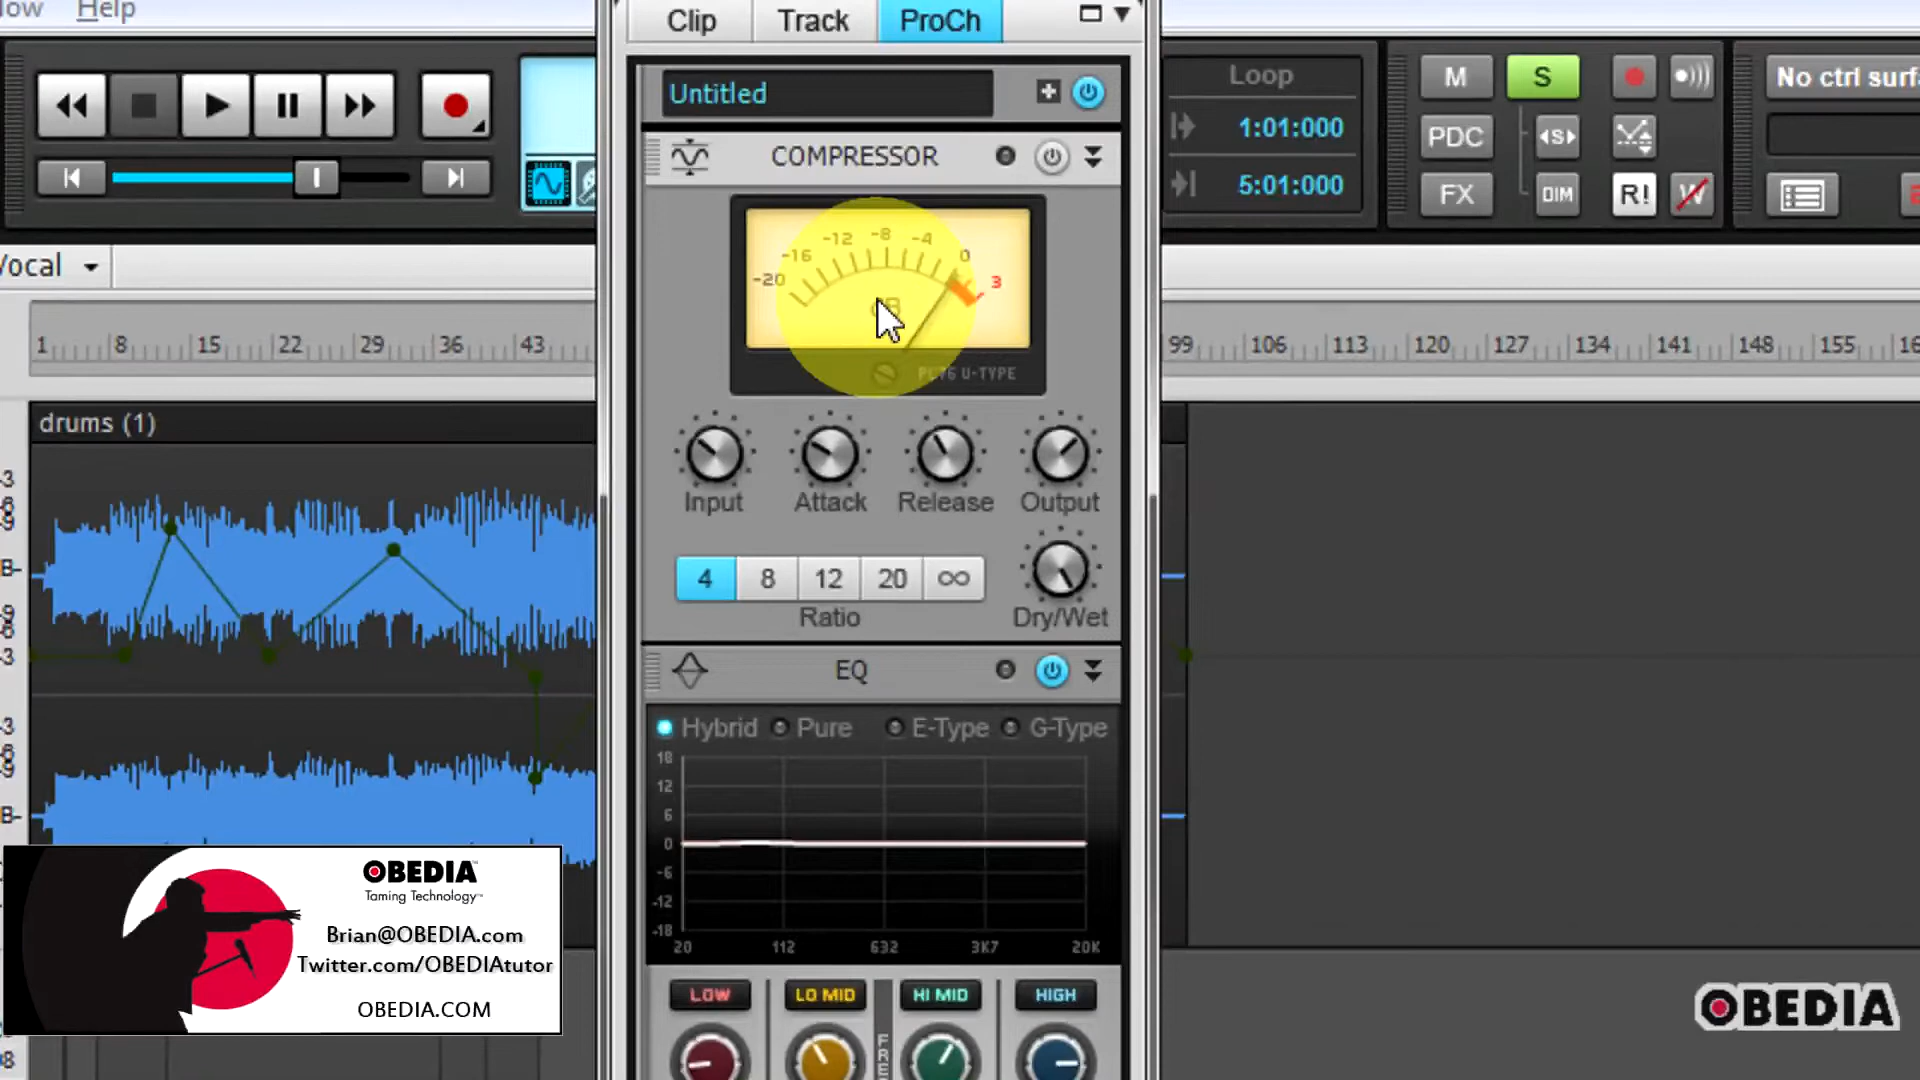 Help
Clip Track ProCh
Untitled
COMPRESSOR
-20 -16 -12 -8 -4 0 3
dB
U-TYPE
Input Attack Release Output
4 8 12 20 ∞
Ratio Dry/Wet
EQ
Hybrid Pure E-Type G-Type
18
12
6
0
-6
-12
-18
20 112 632 3K7 20K
LOW LO MID HI MID HIGH
Loop
1:01:000
5:01:000
M S
PDC <S>
FX DIM R! W
No ctrl surf
Vocal
1 8 15 22 29 36 43
99 106 113 120 127 134 141 148 155 16
drums (1)
OBEDIA
Taming Technology
Brian@OBEDIA.com
Twitter.com/OBEDIAtutor
OBEDIA.COM
OBEDIA